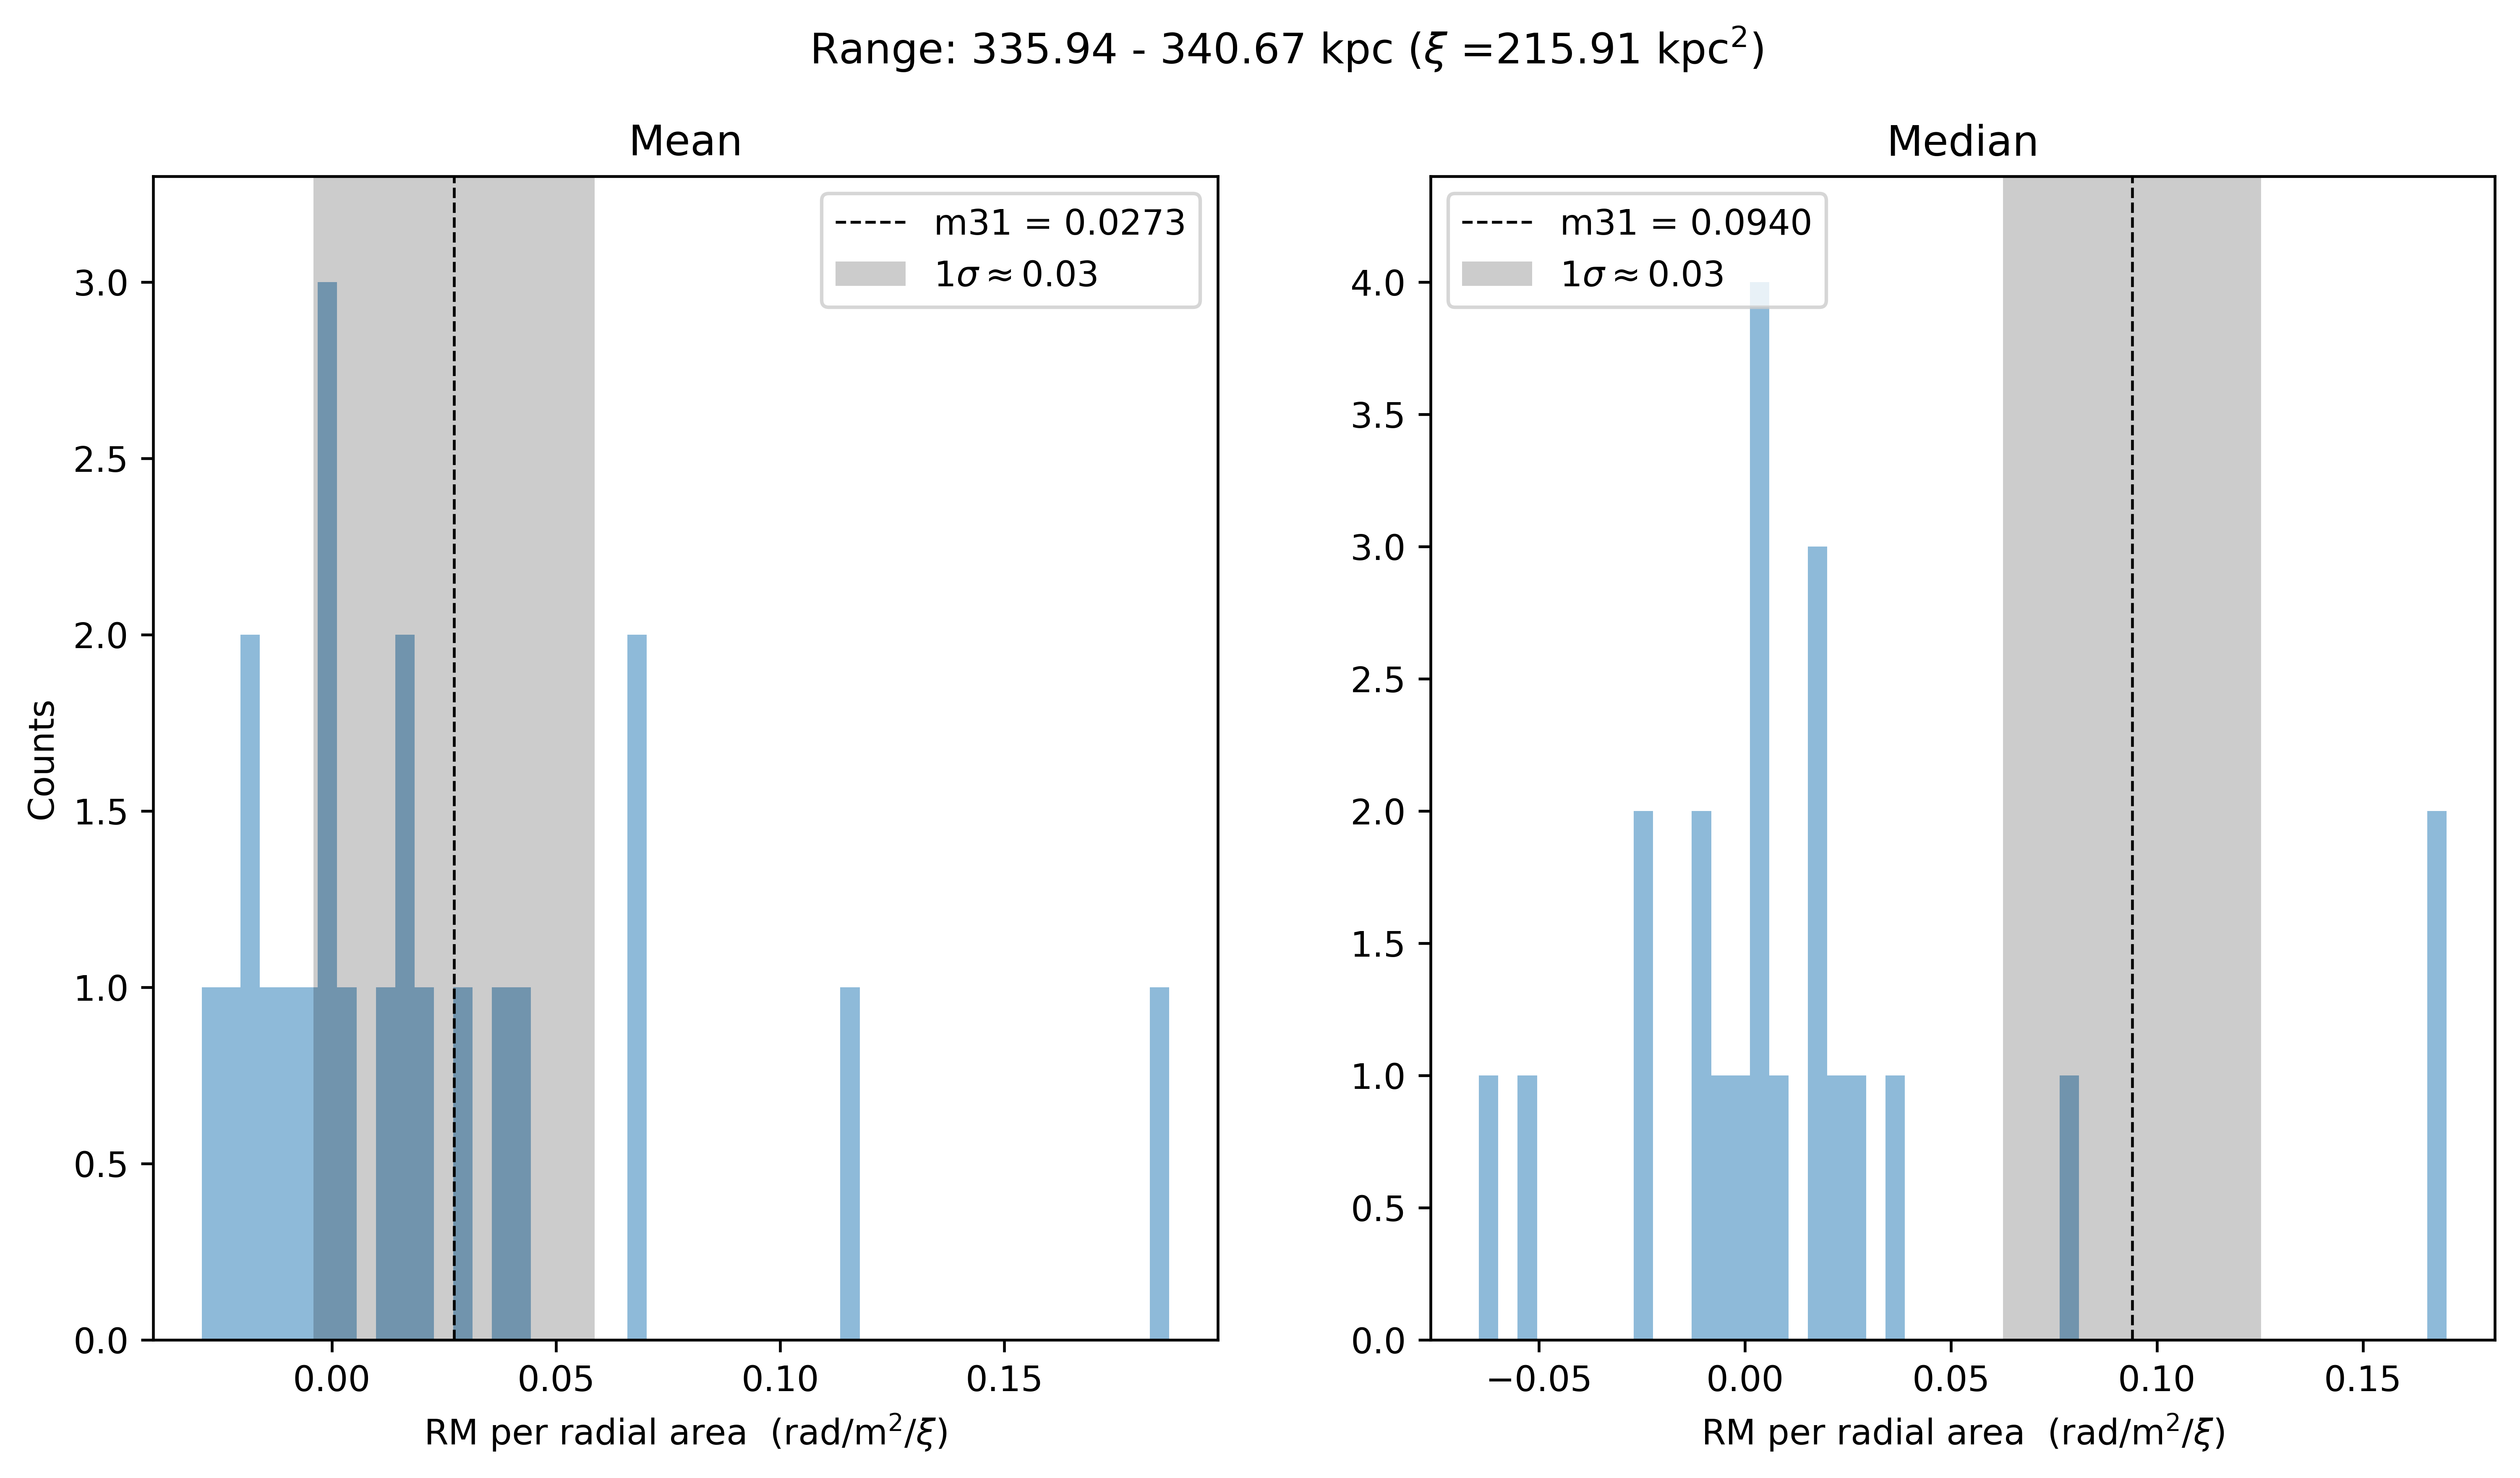 Range: 335.94 - 340.67 kpc (ξ =215.91 kpc²)
Mean
m31 = 0.0273
1σ ≈ 0.03
3.0
2.5
2.0
1.5
1.0
0.5
0.0
Counts
0.00 0.05 0.10 0.15
RM per radial area (rad/m²/ξ)
Median
m31 = 0.0940
1σ ≈ 0.03
4.0
3.5
3.0
2.5
2.0
1.5
1.0
0.5
0.0
−0.05 0.00 0.05 0.10 0.15
RM per radial area (rad/m²/ξ)